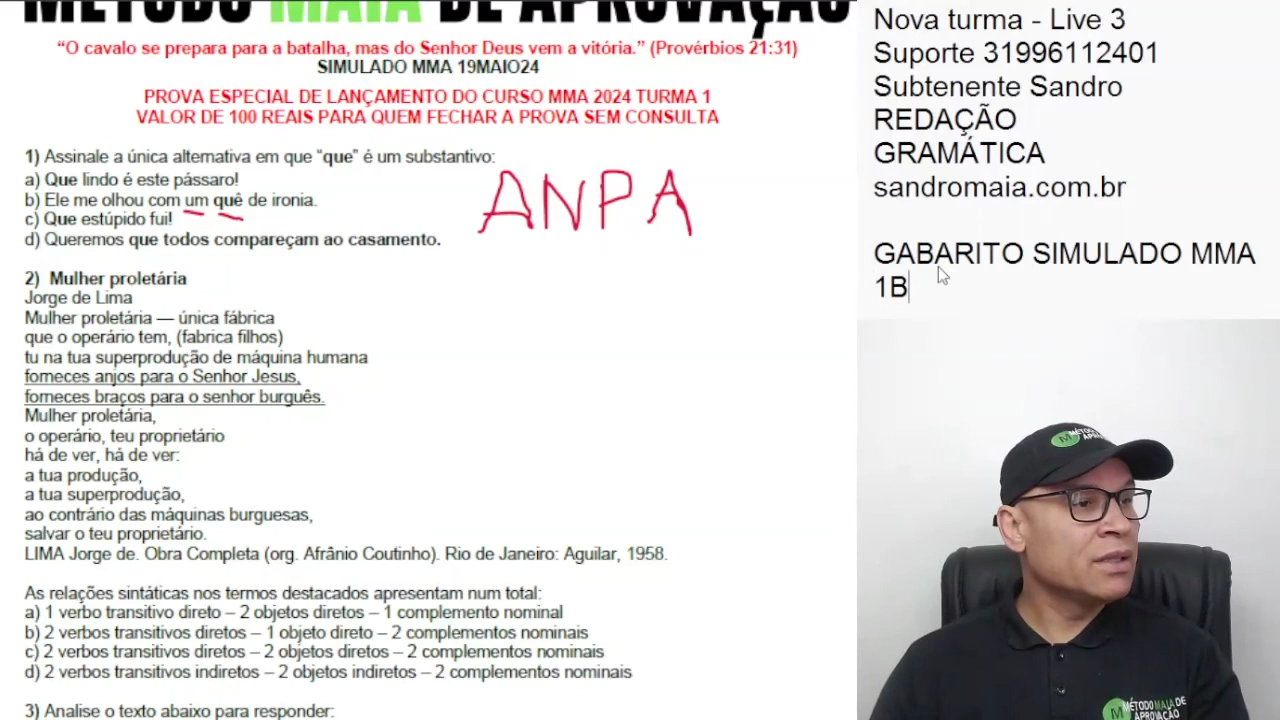 MÉTODO MAIA DE APROVAÇÃO
“O cavalo se prepara para a batalha, mas do Senhor Deus vem a vitória.” (Provérbios 21:31)
SIMULADO MMA 19MAIO24
PROVA ESPECIAL DE LANÇAMENTO DO CURSO MMA 2024 TURMA 1
VALOR DE 100 REAIS PARA QUEM FECHAR A PROVA SEM CONSULTA
1) Assinale a única alternativa em que “que” é um substantivo:
a) Que lindo é este pássaro!
b) Ele me olhou com um quê de ironia.
c) Que estúpido fui!
d) Queremos que todos compareçam ao casamento.
ANPA
2) Mulher proletária
Jorge de Lima
Mulher proletária — única fábrica
que o operário tem, (fabrica filhos)
tu na tua superprodução de máquina humana
forneces anjos para o Senhor Jesus,
forneces braços para o senhor burguês.
Mulher proletária,
o operário, teu proprietário
há de ver, há de ver:
a tua produção,
a tua superprodução,
ao contrário das máquinas burguesas,
salvar o teu proprietário.
LIMA Jorge de. Obra Completa (org. Afrânio Coutinho). Rio de Janeiro: Aguilar, 1958.
As relações sintáticas nos termos destacados apresentam num total:
a) 1 verbo transitivo direto – 2 objetos diretos – 1 complemento nominal
b) 2 verbos transitivos diretos – 1 objeto direto – 2 complementos nominais
c) 2 verbos transitivos diretos – 2 objetos diretos – 2 complementos nominais
d) 2 verbos transitivos indiretos – 2 objetos indiretos – 2 complementos nominais
3) Analise o texto abaixo para responder:
Nova turma - Live 3
Suporte 31996112401
Subtenente Sandro
REDAÇÃO
GRAMÁTICA
sandromaia.com.br
GABARITO SIMULADO MMA
1B
MÉTODO MAIA DE
APROVAÇÃO